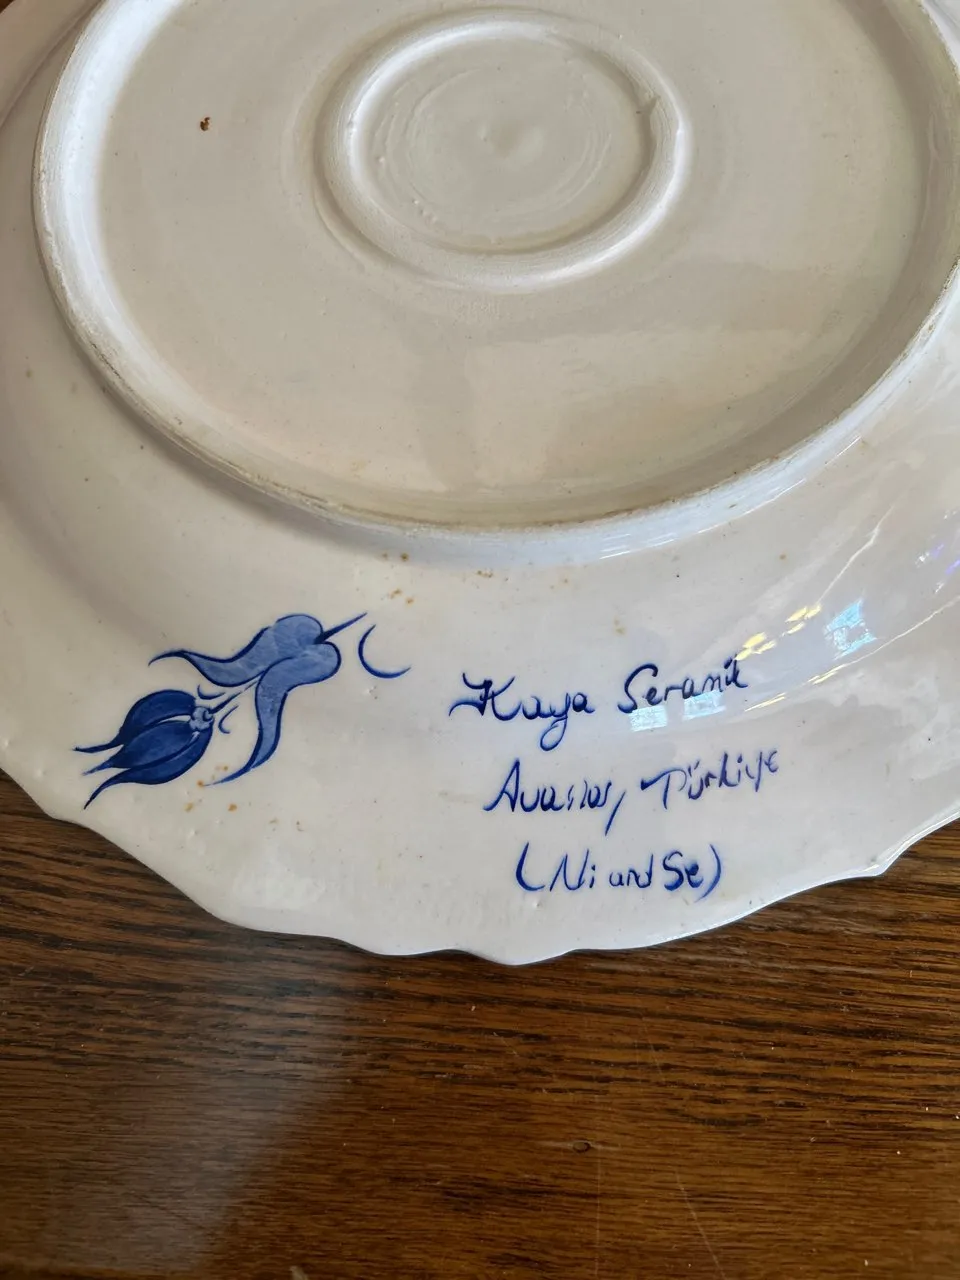 Kaya Seramik
Avanos, Türkiye
(Ni and Se)